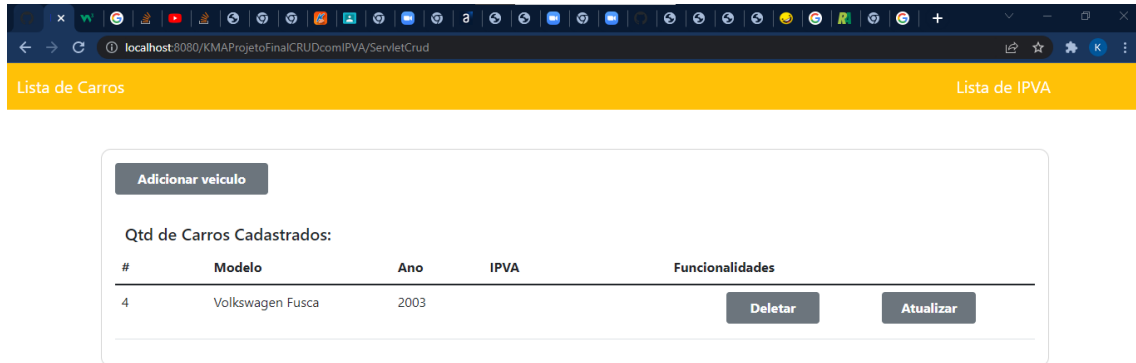 localhost:8080/KMAProjetoFinalCRUDcomIPVA/ServletCrud
K
Lista de Carros Lista de IPVA
Adicionar veiculo
Qtd de Carros Cadastrados:
# Modelo Ano IPVA Funcionalidades
4 Volkswagen Fusca 2003 Deletar Atualizar